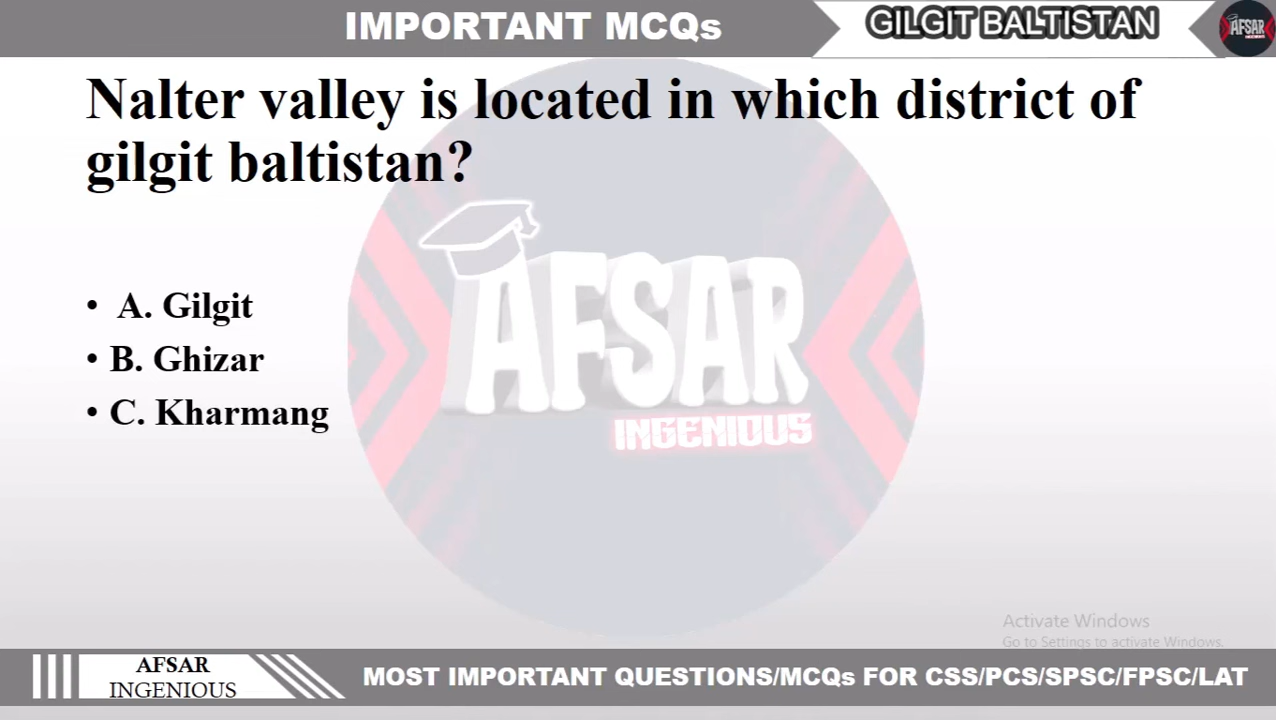 IMPORTANT MCQs
GILGIT BALTISTAN
AFSAR
INGENIOUS
Nalter valley is located in which district of
gilgit baltistan?
AFSAR
INGENIOUS
• A. Gilgit
• B. Ghizar
• C. Kharmang
Activate Windows
Go to Settings to activate Windows.
AFSAR
INGENIOUS
MOST IMPORTANT QUESTIONS/MCQs FOR CSS/PCS/SPSC/FPSC/LAT